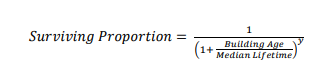 Surviving Proportion = 1 / (1 + Building Age / Median Lifetime)^y